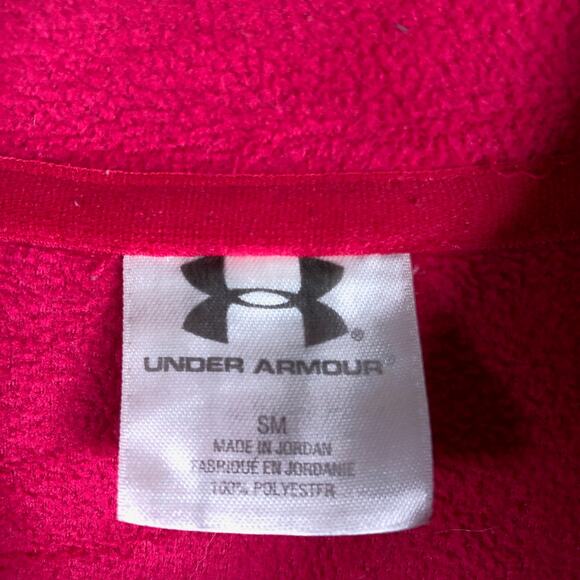 UNDER ARMOUR®
SM
MADE IN JORDAN
FABRIQUÉ EN JORDANIE
100% POLYESTER